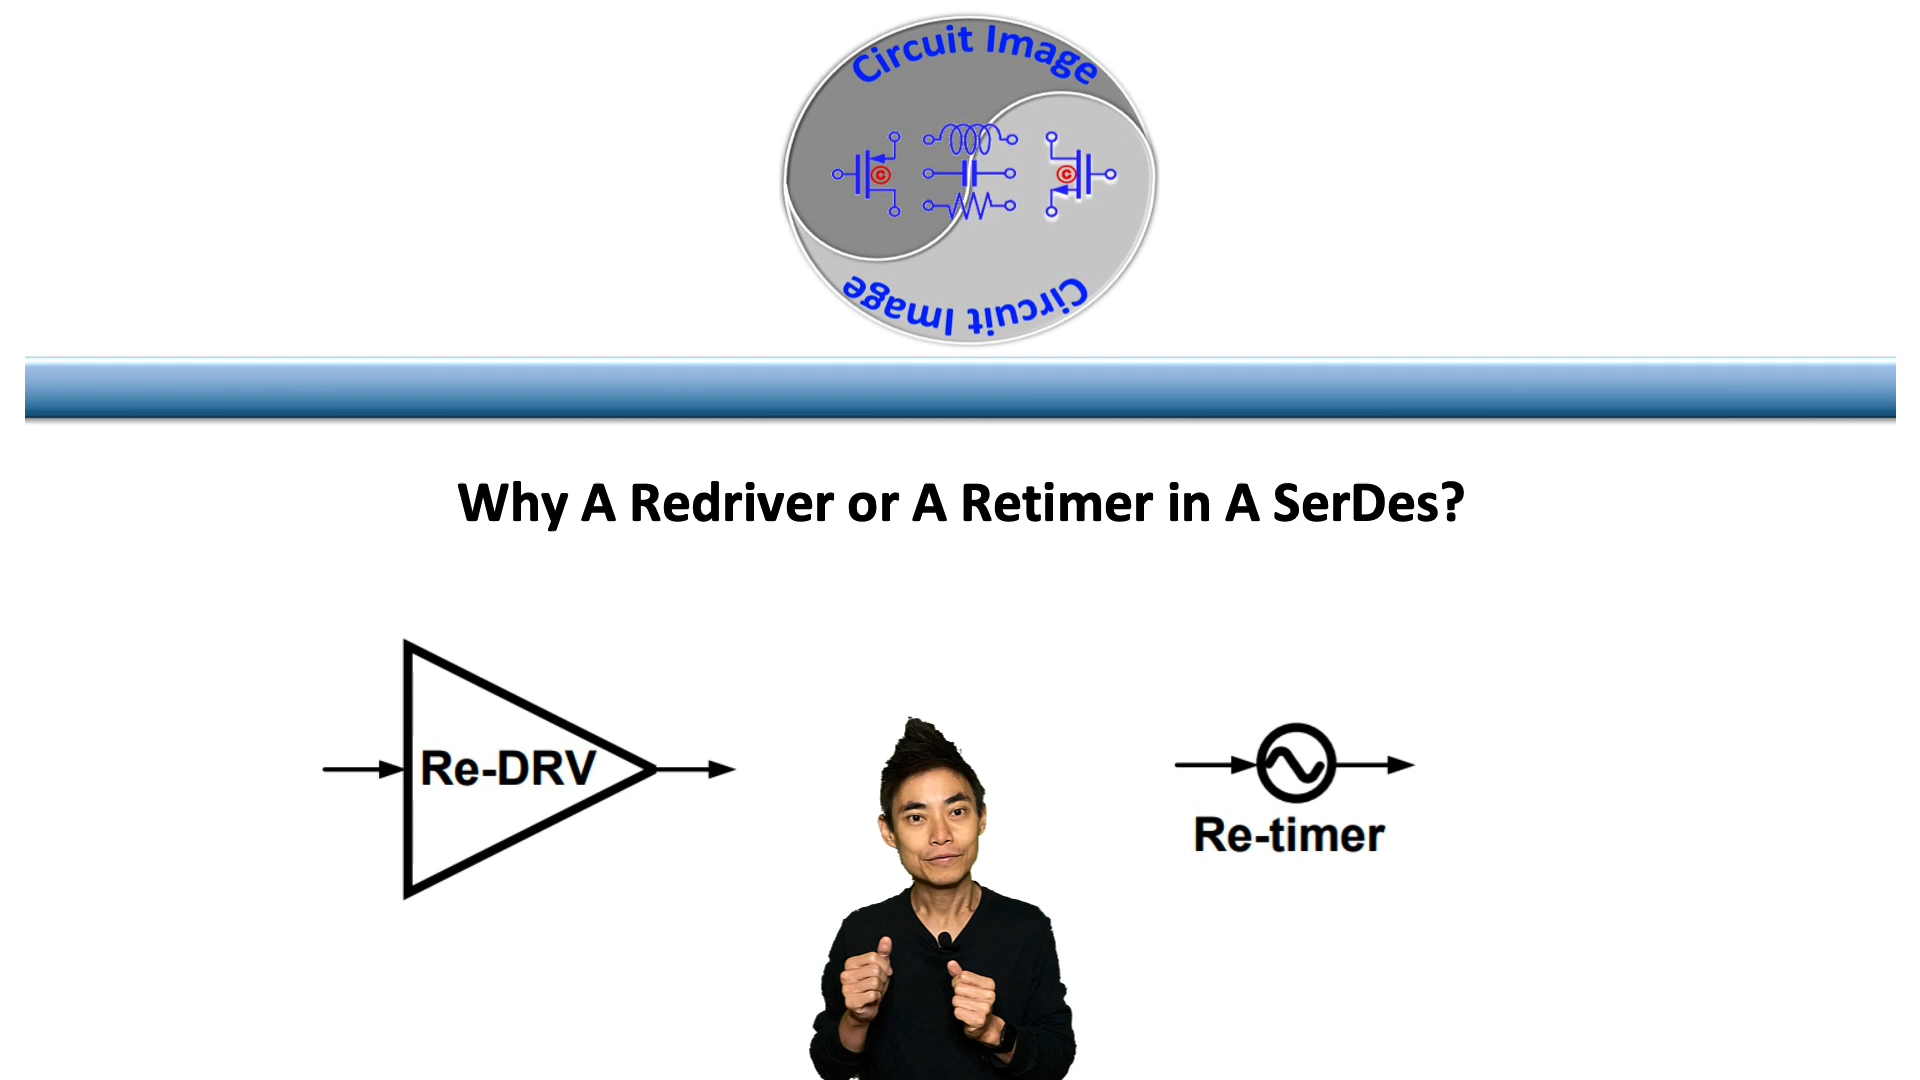 Circuit Image
©
©
Circuit Image
Why A Redriver or A Retimer in A SerDes?
Re-DRV
Re-timer